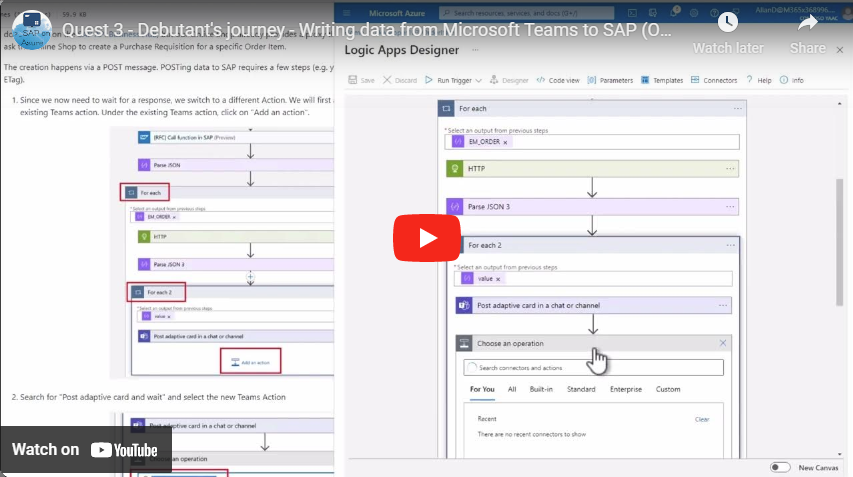 Quest 3 - Debutant's journey - Writing data from Microsoft Teams to SAP (O...
Watch later
Share
ask
Shop to create a Purchase Requisition for a specific Order Item.
The creation happens via a POST message. POSTing data to SAP requires a few steps (e.g. y
ETag).
1. Since we now need to wait for a response, we switch to a different Action. We will first
existing Teams action. Under the existing Teams action, click on "Add an action".
[RFC] Call function in SAP (Preview)
Parse JSON
For each
*Select an output from previous steps
EM_ORDER x
HTTP
Parse JSON 3
For each 2
*Select an output from previous steps
value x
Post adaptive card in a chat or channel
Add an action
2. Search for "Post adaptive card and wait" and select the new Teams Action
Post adaptive card in a chat or channel
an operation
Watch on YouTube
Microsoft Azure
Search resources, services, and docs (G+/)
Logic Apps Designer
...
Save
Discard
Run Trigger
Designer
Code view
Parameters
Templates
Connectors
Help
Info
For each
* Select an output from previous steps
EM_ORDER x
HTTP
Parse JSON 3
For each 2
* Select an output from previous steps
value x
Post adaptive card in a chat or channel
Choose an operation
Search connectors and actions
For You
All
Built-in
Standard
Enterprise
Custom
Recent
Clear
There are no recent connectors to show
New Canvas